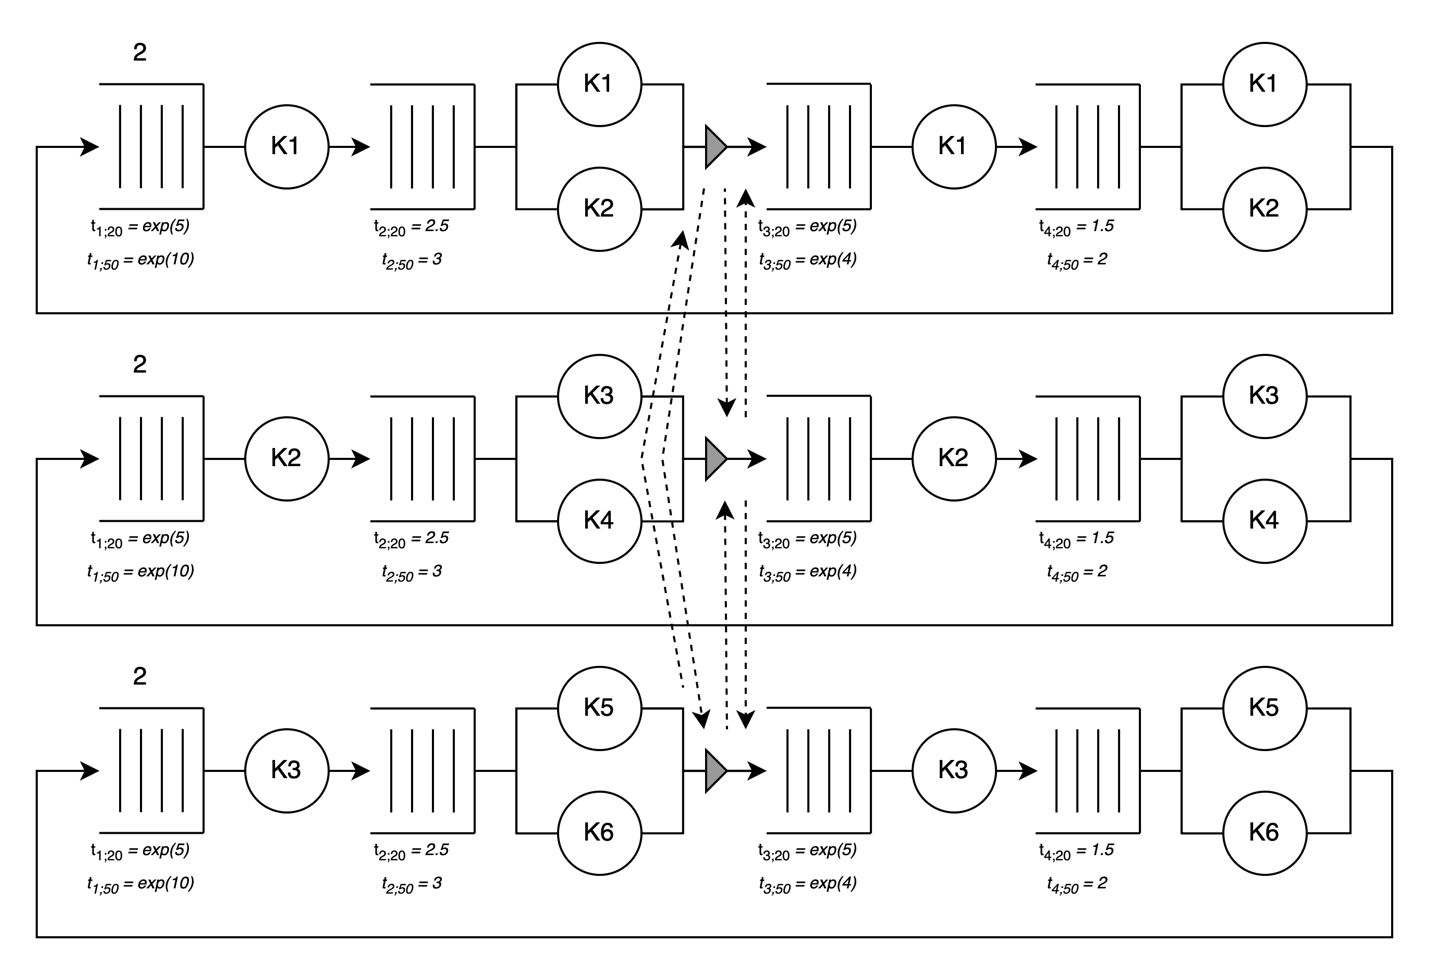 2
K1
K1
K1
K1
K2
K1
K2
t1;20 = exp(5)
t2;20 = 2.5
t3;20 = exp(5)
t4;20 = 1.5
t1;50 = exp(10)
t2;50 = 3
t3;50 = exp(4)
t4;50 = 2
2
K3
K3
K2
K2
K4
K4
t1;20 = exp(5)
t2;20 = 2.5
t3;20 = exp(5)
t4;20 = 1.5
t1;50 = exp(10)
t2;50 = 3
t3;50 = exp(4)
t4;50 = 2
2
K5
K5
K3
K3
K6
K6
t1;20 = exp(5)
t2;20 = 2.5
t3;20 = exp(5)
t4;20 = 1.5
t1;50 = exp(10)
t2;50 = 3
t3;50 = exp(4)
t4;50 = 2